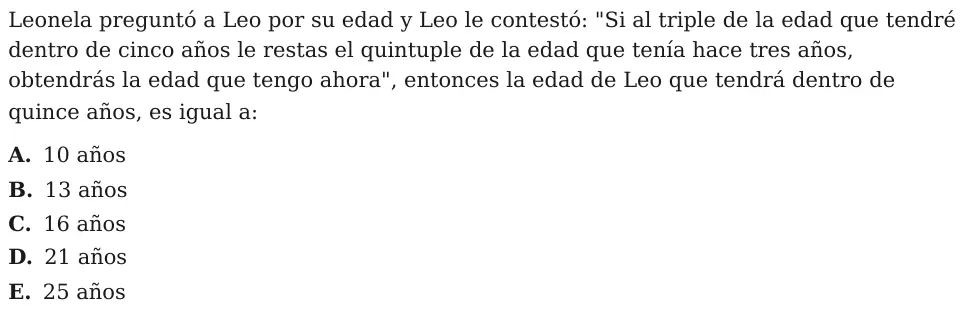 Leonela preguntó a Leo por su edad y Leo le contestó: "Si al triple de la edad que tendré
dentro de cinco años le restas el quintuple de la edad que tenía hace tres años,
obtendrás la edad que tengo ahora", entonces la edad de Leo que tendrá dentro de
quince años, es igual a:
A. 10 años
B. 13 años
C. 16 años
D. 21 años
E. 25 años